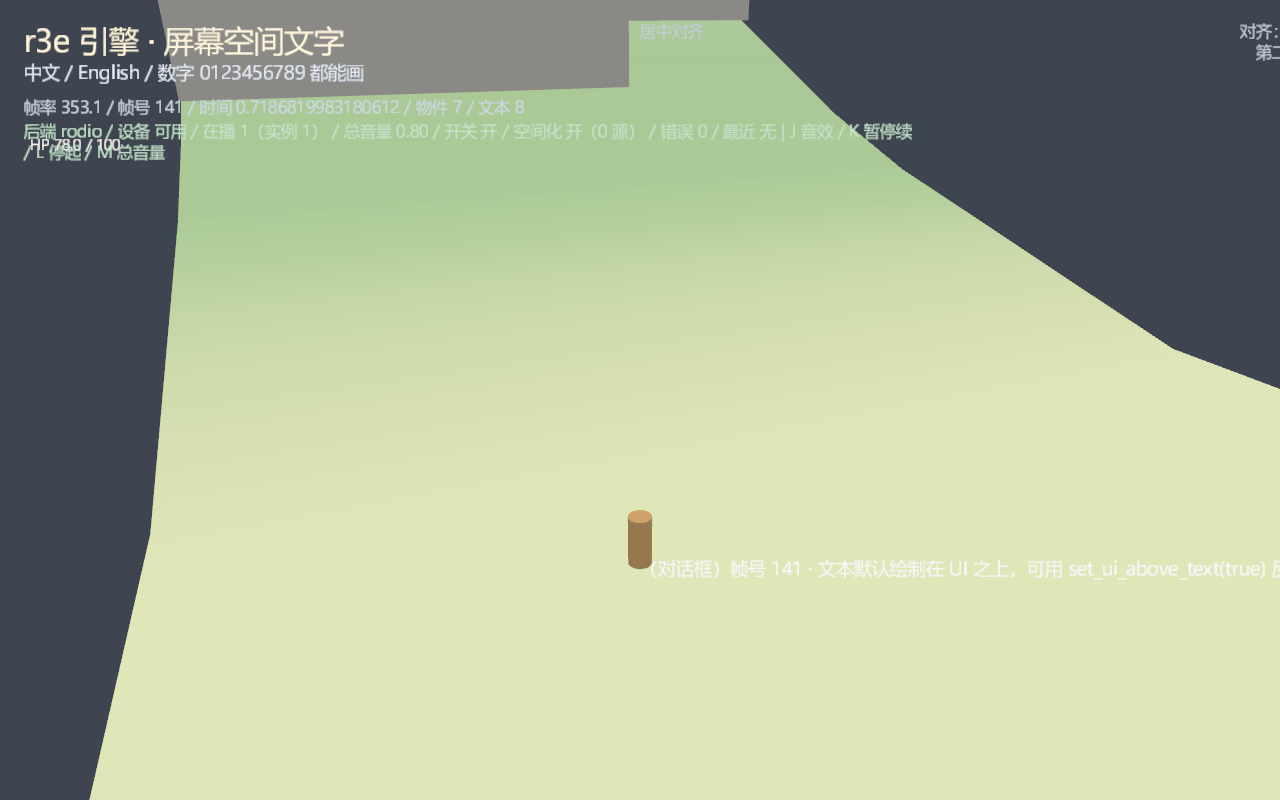 r3e 引擎 · 屏幕空间文字
居中对齐
对齐:
第二
中文 / English / 数字 0123456789 都能画
帧率 353.1 / 帧号 141 / 时间 0.7186819983180612 / 物件 7 / 文本 8
后端 rodio / 设备 可用 / 在播 1（实例 1） / 总音量 0.80 / 开关 开 / 空间化 开（0 源） / 错误 0 / 最近 无 | J 音效 / K 暂停续
HP 78.0 / 100
/ L 停起 / M 总音量
(对话框）帧号 141 · 文本默认绘制在 UI 之上，可用 set_ui_above_text(true)